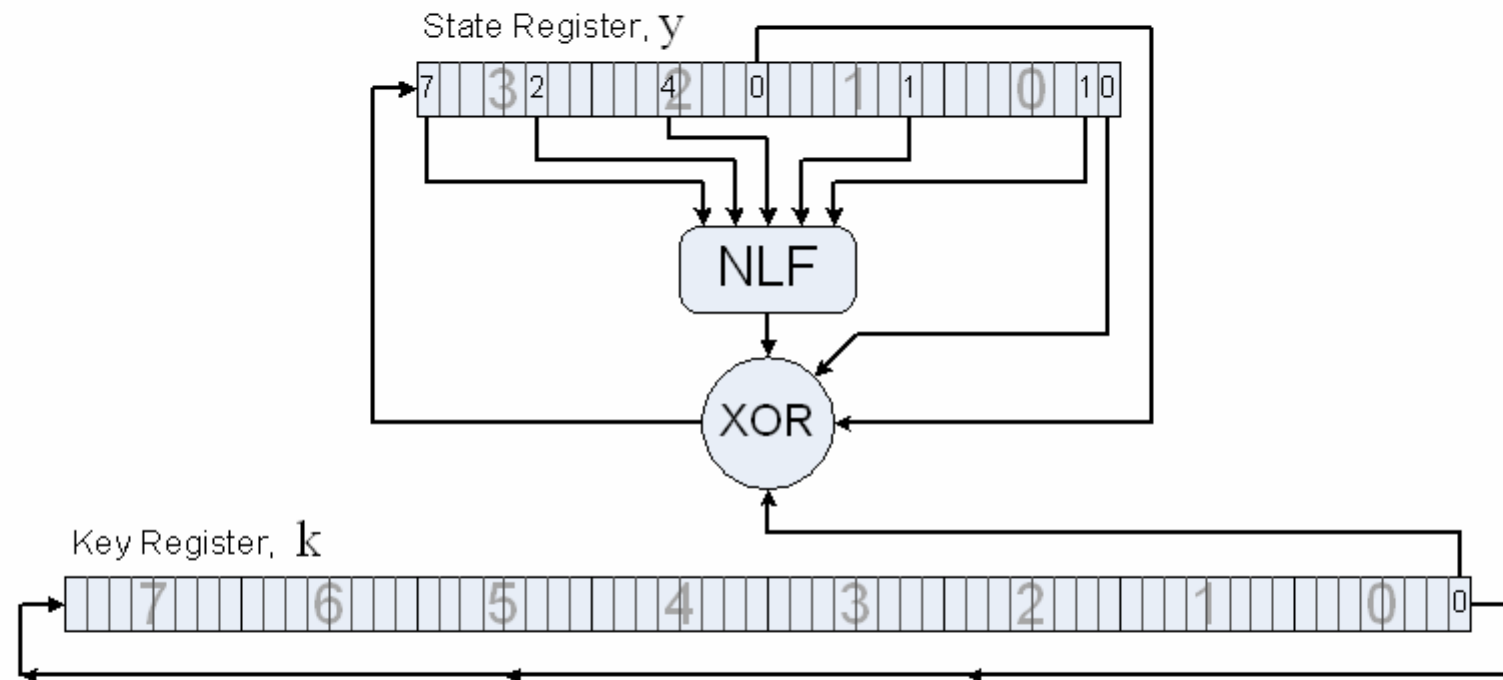 State Register, y
7 3 2 4 2 0 1 1 0 1 0
NLF
XOR
Key Register, k
7 6 5 4 3 2 1 0 0